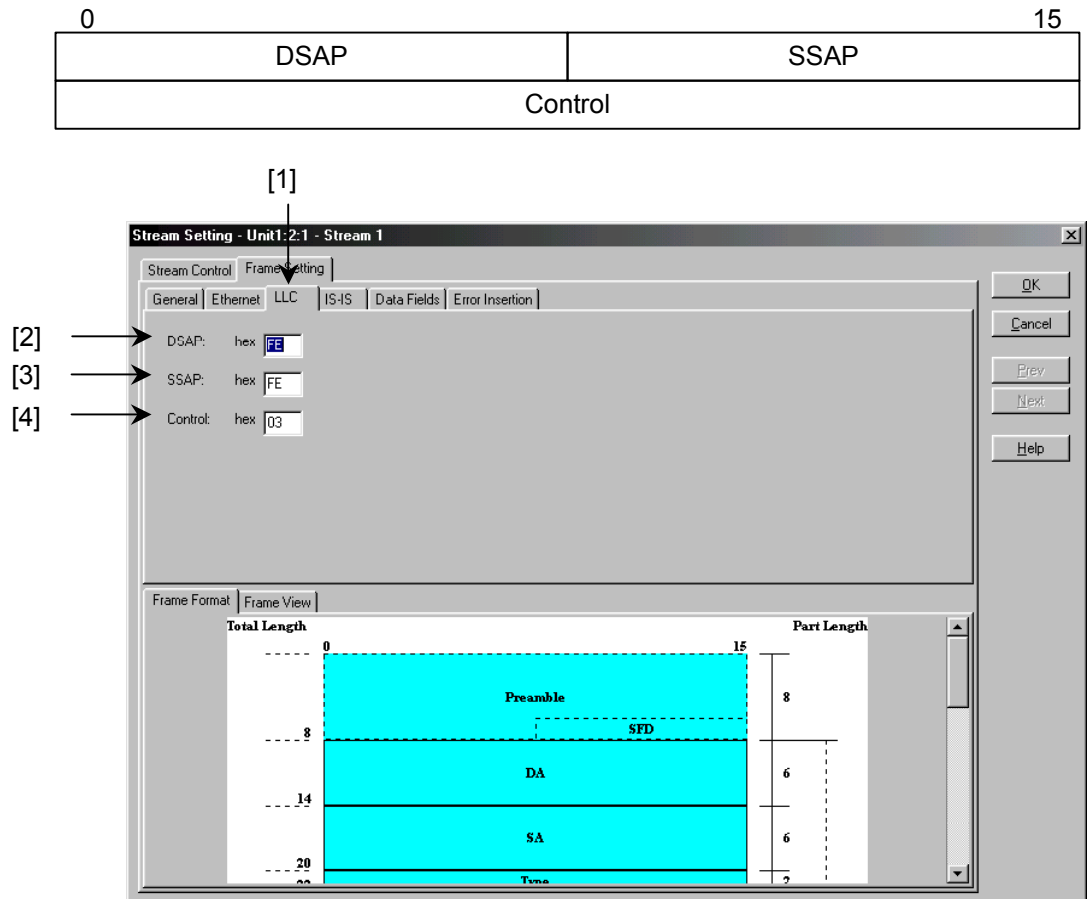 0 15
DSAP SSAP
Control
[1]
Stream Setting - Unit1:2:1 - Stream 1
Stream Control Frame Setting
General Ethernet LLC IS-IS Data Fields Error Insertion
OK
Cancel
Prev
Next
Help
[2] DSAP: hex FE
[3] SSAP: hex FE
[4] Control: hex 03
Frame Format Frame View
Total Length Part Length
0 15
Preamble 8
8 SFD
DA 6
14
SA 6
20
22 Type 2